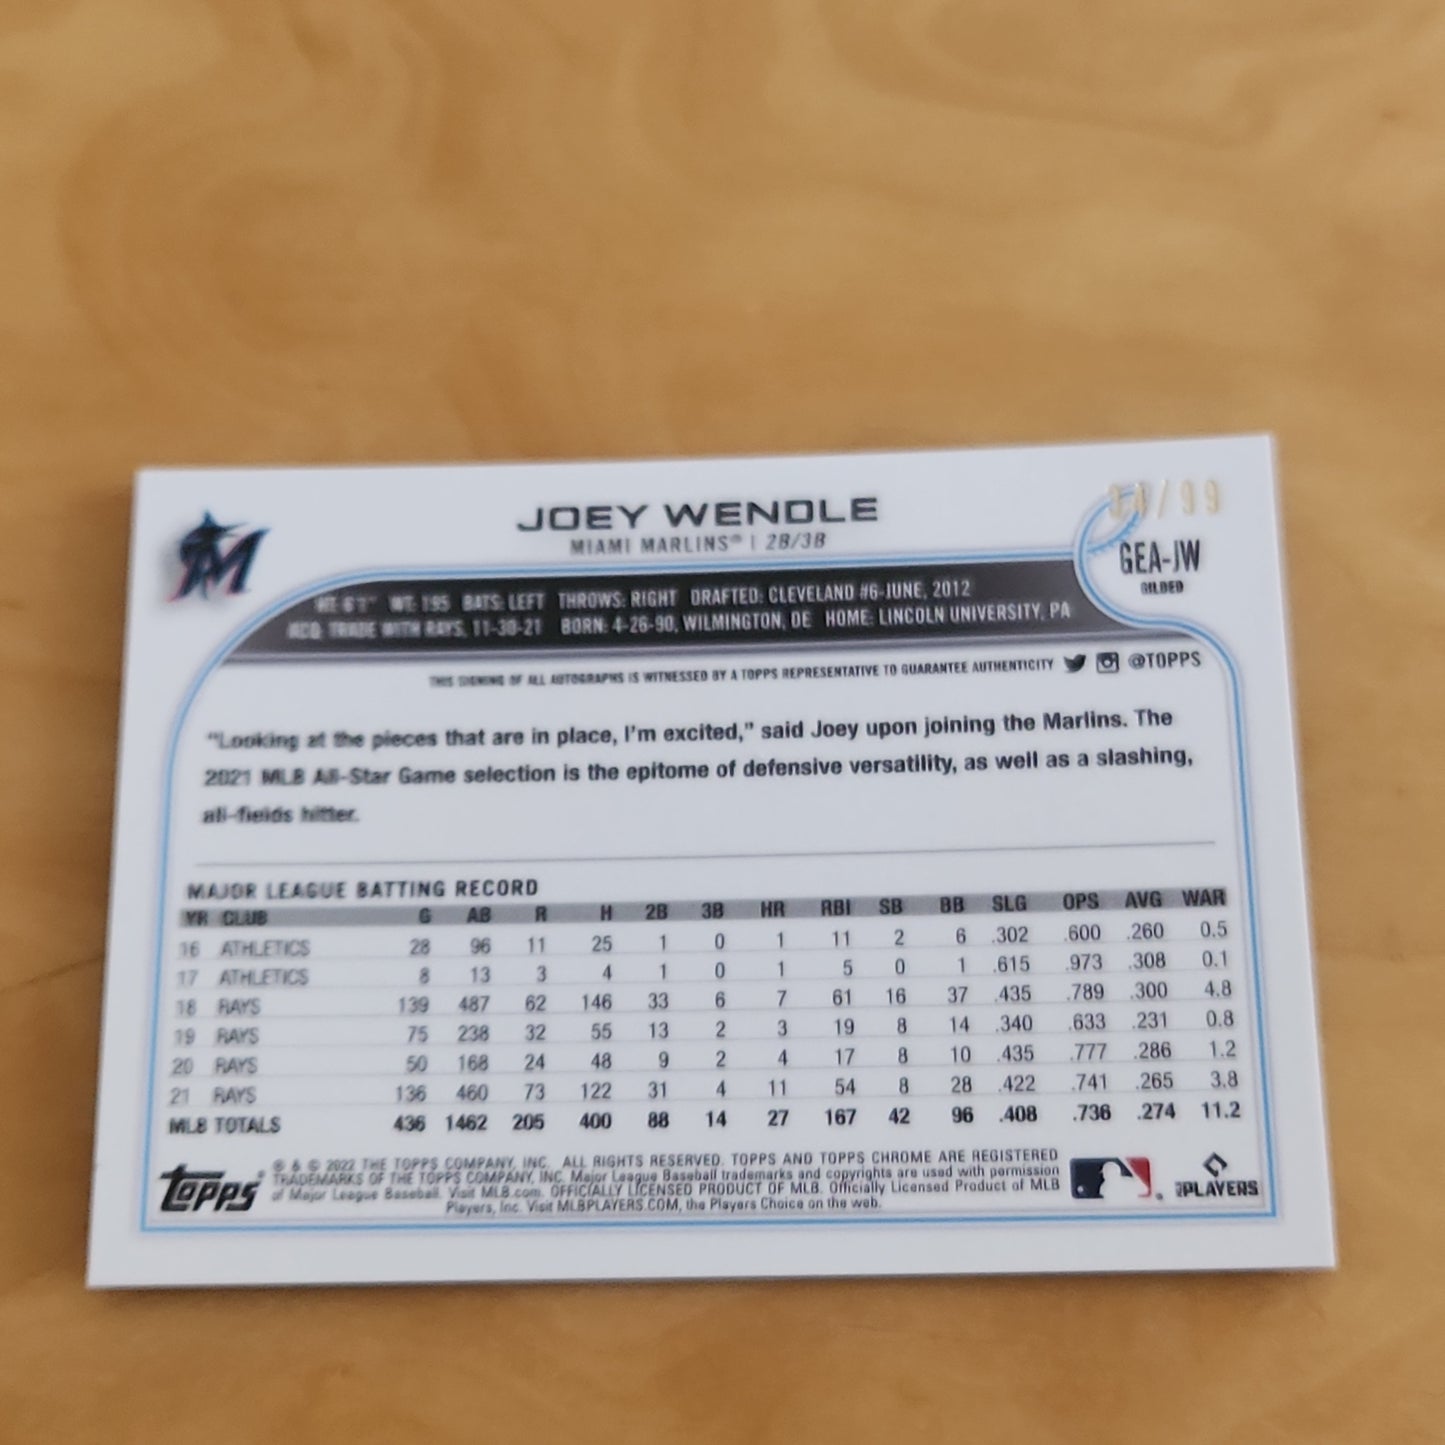 JOEY WENDLE
MIAMI MARLINS® | 2B/3B
/99
GEA-JW
GILDED
WT: 195 BATS: LEFT THROWS: RIGHT DRAFTED: CLEVELAND #6-JUNE, 2012
ACQ: TRADE WITH RAYS, 11-30-21 BORN: 4-26-90, WILMINGTON, DE HOME: LINCOLN UNIVERSITY, PA
THIS SIGNING OF ALL AUTOGRAPHS IS WITNESSED BY A TOPPS REPRESENTATIVE TO GUARANTEE AUTHENTICITY @TOPPS
"Looking at the pieces that are in place, I'm excited," said Joey upon joining the Marlins. The
2021 MLB All-Star Game selection is the epitome of defensive versatility, as well as a slashing,
all-fields hitter.
MAJOR LEAGUE BATTING RECORD
YR CLUB G AB R H 2B 3B HR RBI SB BB SLG OPS AVG WAR
16 ATHLETICS 28 96 11 25 1 0 1 11 2 6 .302 .600 .260 0.5
17 ATHLETICS 8 13 3 4 1 0 1 5 0 1 .615 .973 .308 0.1
18 RAYS 139 487 62 146 33 6 7 61 16 37 .435 .789 .300 4.8
19 RAYS 75 238 32 55 13 2 3 19 8 14 .340 .633 .231 0.8
20 RAYS 50 168 24 48 9 2 4 17 8 10 .435 .777 .286 1.2
21 RAYS 136 460 73 122 31 4 11 54 8 28 .422 .741 .265 3.8
MLB TOTALS 436 1462 205 400 88 14 27 167 42 96 .408 .736 .274 11.2
topps
® & © 2022 THE TOPPS COMPANY, INC. ALL RIGHTS RESERVED. TOPPS AND TOPPS CHROME ARE REGISTERED
TRADEMARKS OF THE TOPPS COMPANY, INC. Major League Baseball trademarks and copyrights are used with permission
of Major League Baseball. Visit MLB.com. OFFICIALLY LICENSED PRODUCT OF MLB. Officially Licensed Product of MLB
Players, Inc. Visit MLBPLAYERS.COM, the Players Choice on the web.
PLAYERS